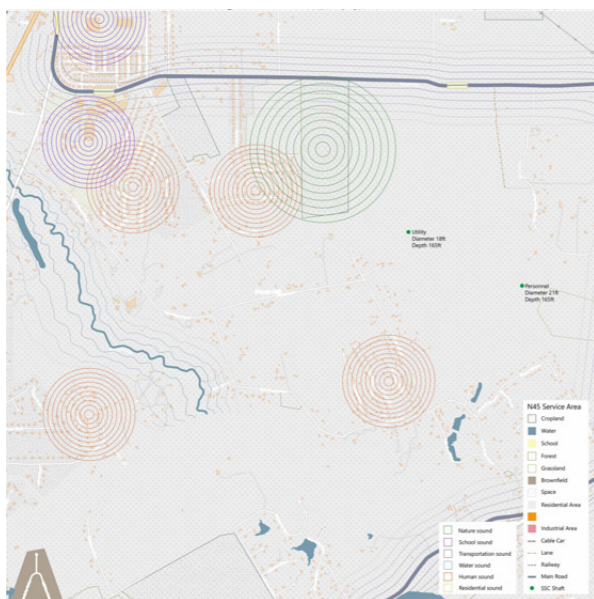 Utility
Diameter 18ft
Depth 165ft
Personnel
Diameter 21ft
Depth 165ft
N45 Service Area
Cropland
Water
School
Forest
Grassland
Brownfield
Space
Residential Area
Industrial Area
Cable Car
Lane
Railway
Main Road
SSC Shaft
Nature sound
School sound
Transportation sound
Water sound
Human sound
Residential sound